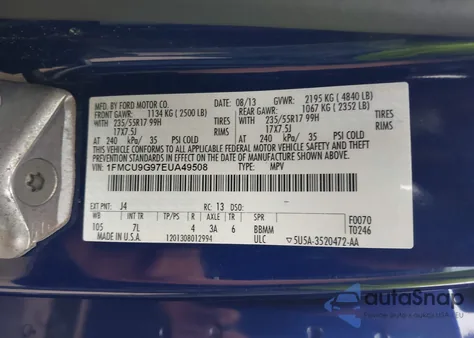 MFD. BY FORD MOTOR CO.
DATE: 08/13 GVWR: 2195 KG ( 4840 LB)
FRONT GAWR: 1134 KG ( 2500 LB) REAR GAWR: 1067 KG ( 2352 LB)
WITH TIRES WITH TIRES
235/55R17 99H 235/55R17 99H
17X7.5J RIMS 17X7.5J RIMS
AT 240 kPa/ 35 PSI COLD AT 240 kPa/ 35 PSI COLD
THIS VEHICLE CONFORMS TO ALL APPLICABLE FEDERAL MOTOR VEHICLE SAFETY AND THEFT PREVENTION STANDARDS IN EFFECT ON THE DATE OF MANUFACTURE SHOWN ABOVE.
VIN: 1FMCU9G97EUA49508 TYPE: MPV
EXT PNT: J4 RC: 13 DSO:
WB INT TR TP/PS R AXLE TR SPR F0070
105 7L 4 3A 6 BBMM T0246
MADE IN U.S.A. 1201308012994 ULC 5U5A-3520472-AA
autoSnap